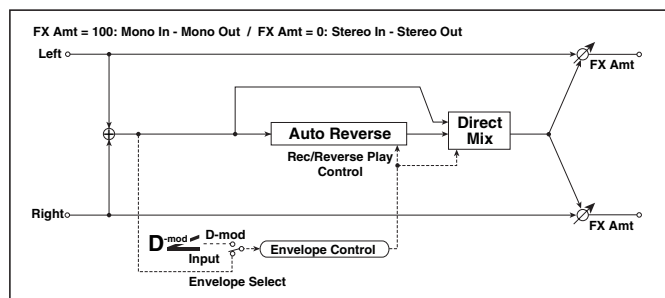 FX Amt = 100: Mono In - Mono Out / FX Amt = 0: Stereo In - Stereo Out
Left
FX Amt
Auto Reverse
Direct
Mix
Rec/Reverse Play
Control
Right
FX Amt
D-mod
D-mod
Input
Envelope Control
Envelope Select